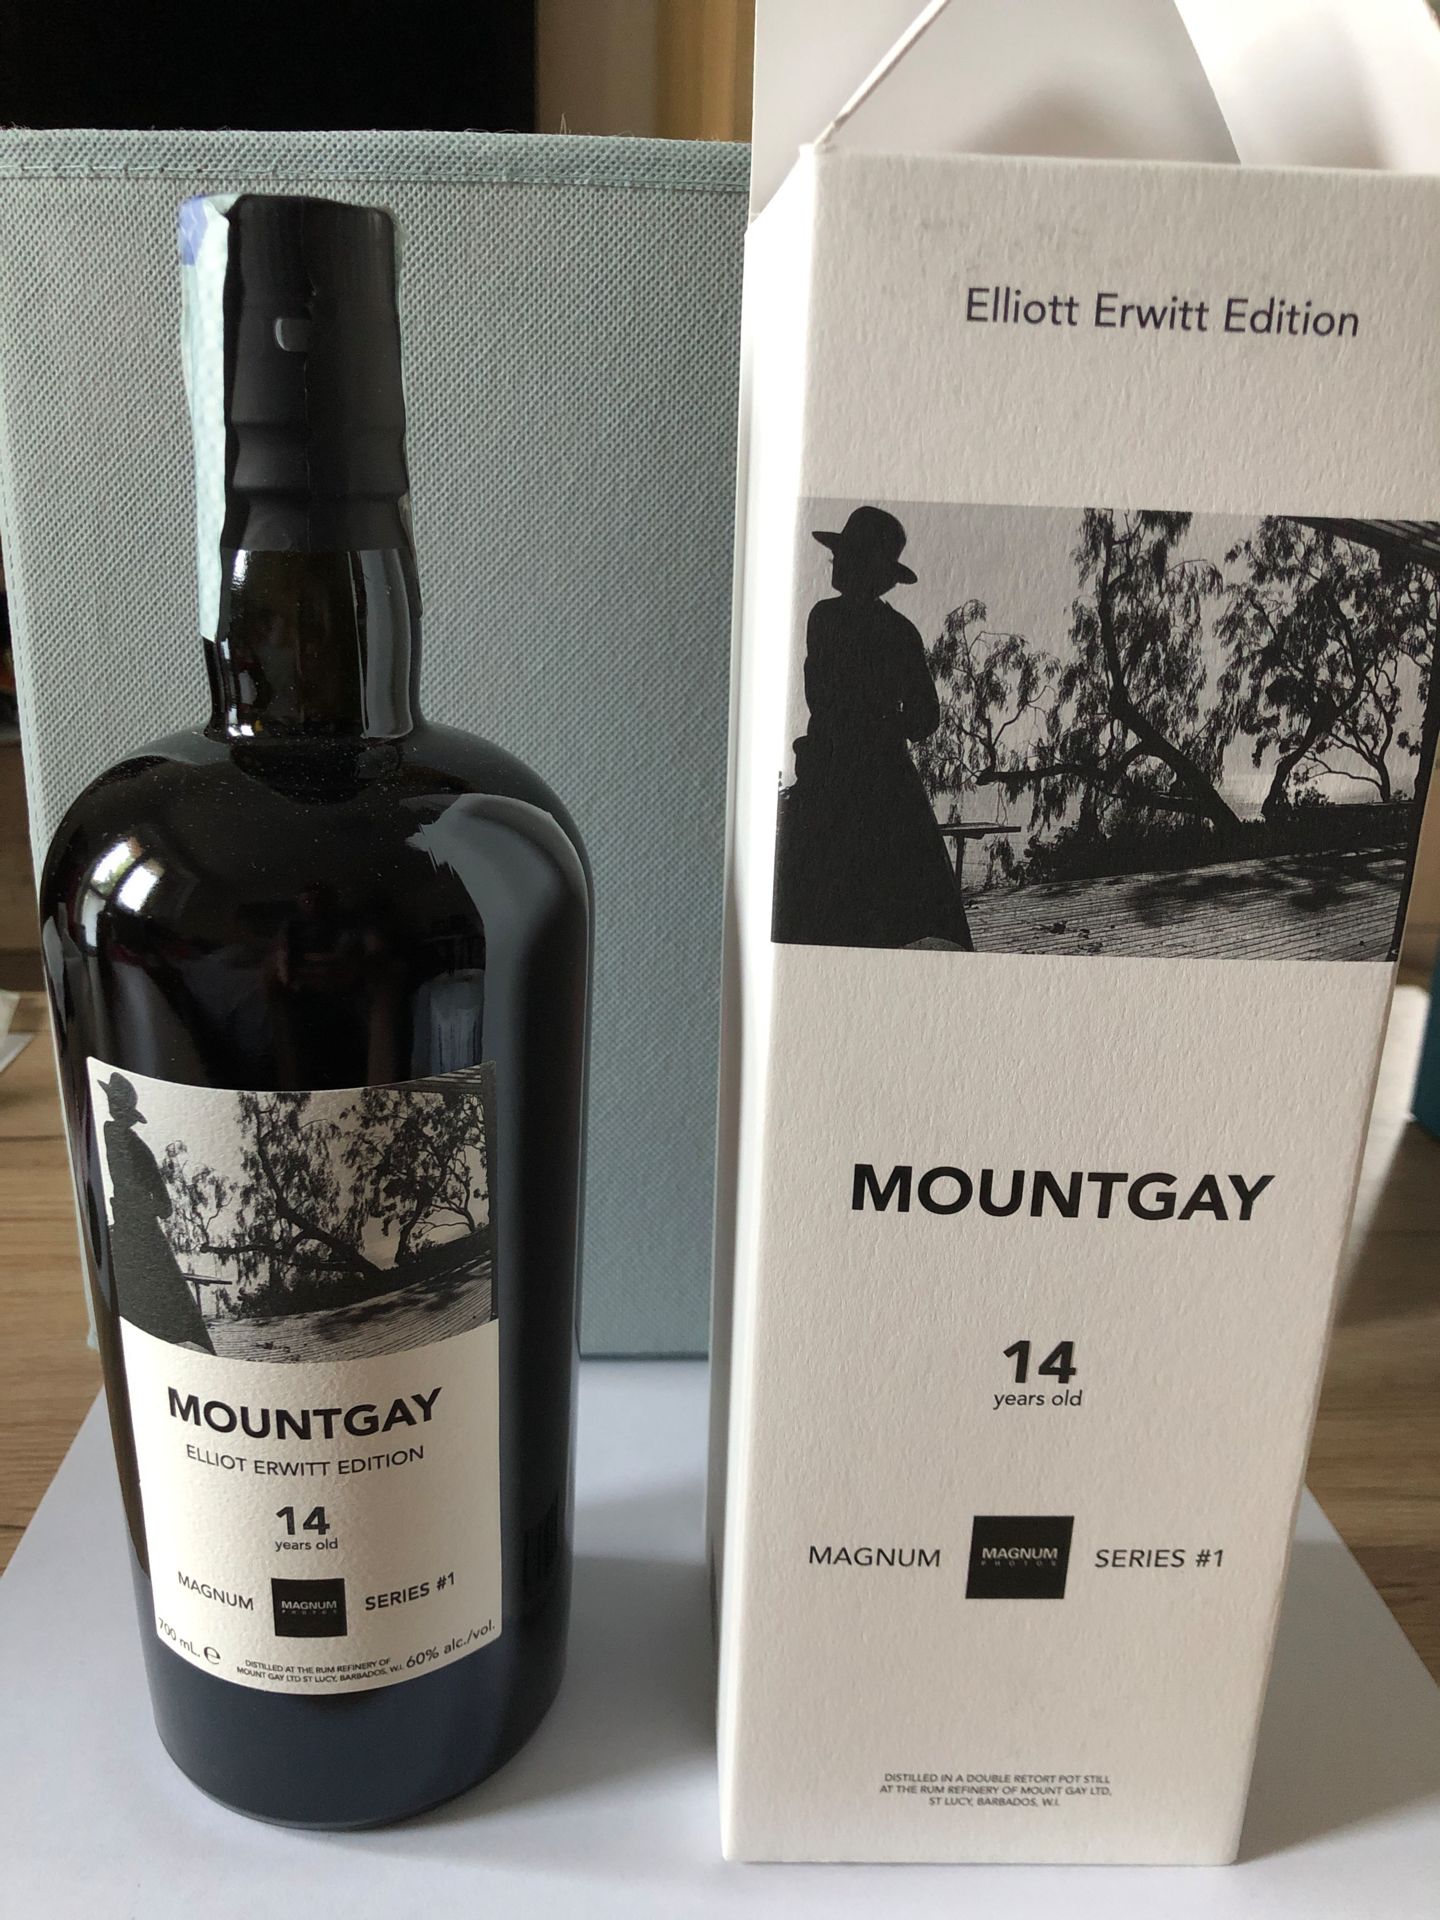 Elliott Erwitt Edition
MOUNTGAY
14
years old
MAGNUM
MAGNUM
PHOTOS
SERIES #1
DISTILLED IN A DOUBLE RETORT POT STILL
AT THE RUM REFINERY OF MOUNT GAY LTD,
ST LUCY, BARBADOS, W.I.
MOUNTGAY
ELLIOT ERWITT EDITION
14
years old
MAGNUM
MAGNUM
PHOTOS
SERIES #1
700 mL. e
DISTILLED AT THE RUM REFINERY OF
MOUNT GAY LTD ST LUCY, BARBADOS, W.I.
60% alc./vol.